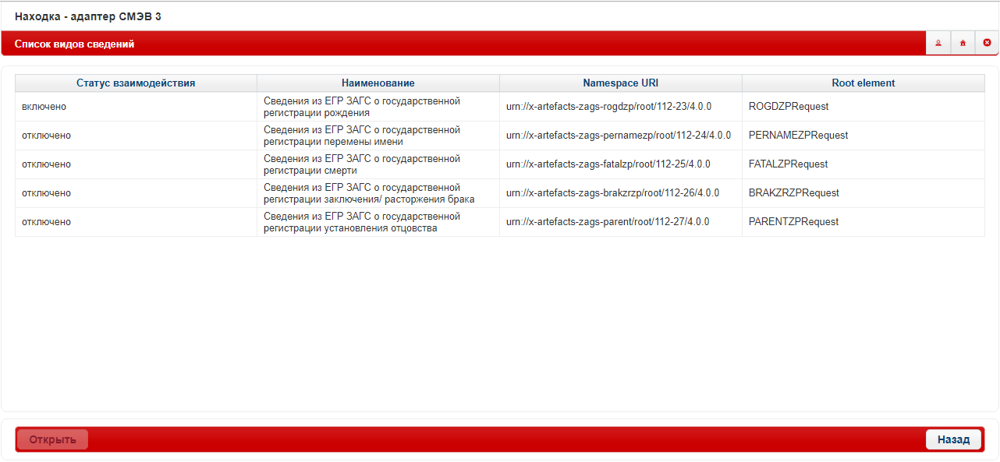 Находка - адаптер СМЭВ 3
Список видов сведений
Статус взаимодействия Наименование Namespace URI Root element
включено
Сведения из ЕГР ЗАГС о государственной
регистрации рождения
urn://x-artefacts-zags-rogdzp/root/112-23/4.0.0
ROGDZPRequest
отключено
Сведения из ЕГР ЗАГС о государственной
регистрации перемены имени
urn://x-artefacts-zags-pernamezp/root/112-24/4.0.0
PERNAMEZPRequest
отключено
Сведения из ЕГР ЗАГС о государственной
регистрации смерти
urn://x-artefacts-zags-fatalzp/root/112-25/4.0.0
FATALZPRequest
отключено
Сведения из ЕГР ЗАГС о государственной
регистрации заключения/ расторжения брака
urn://x-artefacts-zags-brakzrzp/root/112-26/4.0.0
BRAKZRZPRequest
отключено
Сведения из ЕГР ЗАГС о государственной
регистрации установления отцовства
urn://x-artefacts-zags-parent/root/112-27/4.0.0
PARENTZPRequest
Открыть
Назад